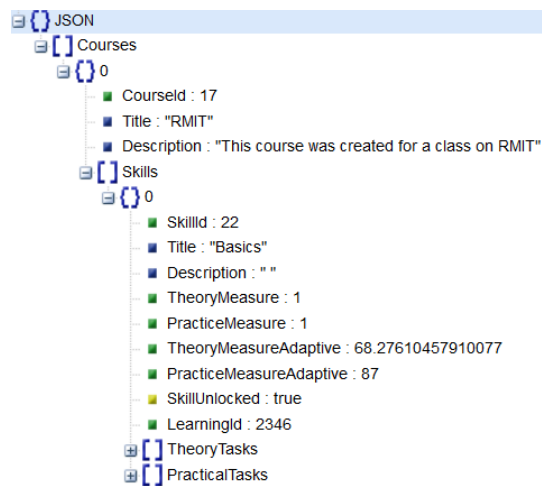 JSON
Courses
0
CourseId : 17
Title : "RMIT"
Description : "This course was created for a class on RMIT"
Skills
0
SkillId : 22
Title : "Basics"
Description : " "
TheoryMeasure : 1
PracticeMeasure : 1
TheoryMeasureAdaptive : 68.27610457910077
PracticeMeasureAdaptive : 87
SkillUnlocked : true
LearningId : 2346
TheoryTasks
PracticalTasks